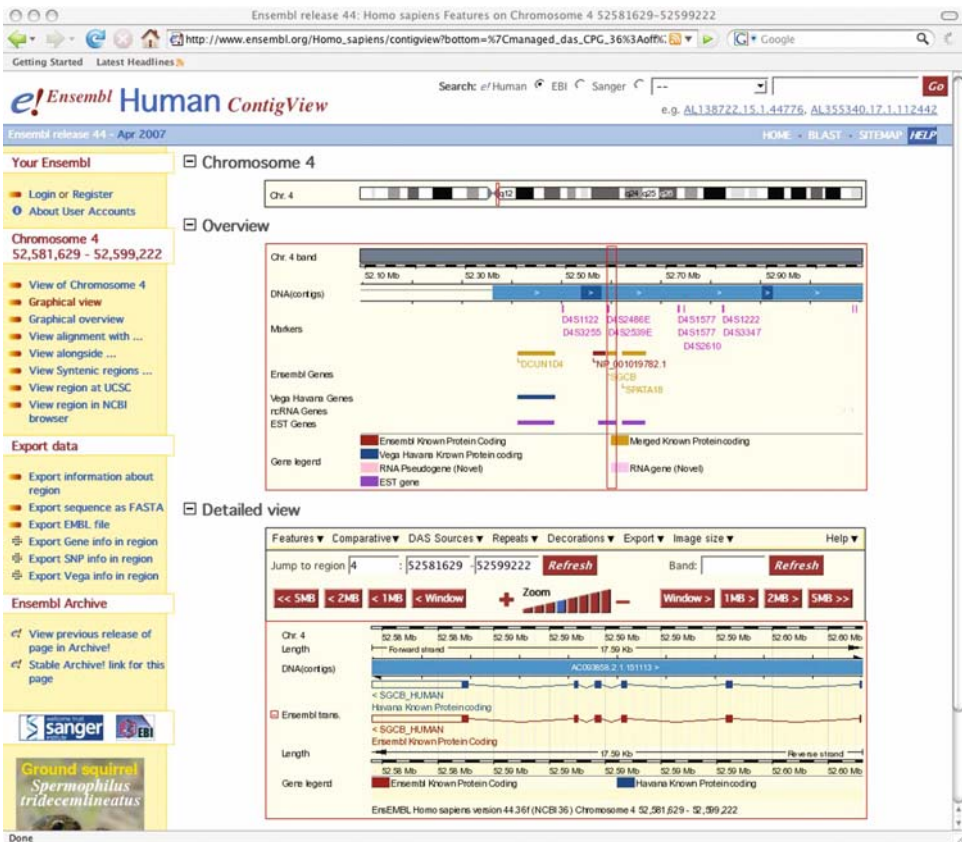 Ensembl release 44: Homo sapiens Features on Chromosome 4 52581629-52599222
http://www.ensembl.org/Homo_sapiens/contigview?bottom=%7Cmanaged_das_CPG_36%3Aoff%
Google
Getting Started Latest Headlines
e! Ensembl Human ContigView
Search: e! Human EBI Sanger -- Go
e.g. AL138722.15.1.44776, AL355340.17.1.112442
Ensembl release 44 - Apr 2007 HOME - BLAST - SITEMAP HELP
Your Ensembl
Login or Register
About User Accounts
Chromosome 4
52,581,629 - 52,599,222
View of Chromosome 4
Graphical view
Graphical overview
View alignment with ...
View alongside ...
View Syntenic regions ...
View region at UCSC
View region in NCBI
browser
Export data
Export information about
region
Export sequence as FASTA
Export EMBL file
Export Gene info in region
Export SNP info in region
Export Vega info in region
Ensembl Archive
e! View previous release of
page in Archive!
e! Stable Archive! link for this
page
sanger EBI
Ground squirrel
Spermophilus
tridecemlineatus
Chromosome 4
Chr. 4 q12 q24 q25 q26
Overview
Chr. 4 band
52.10 Mb 52.30 Mb 52.50 Mb 52.70 Mb 52.90 Mb
DNA(contigs) > > > > > >
Markers
D4S1122 D4S2486E D4S1577 D4S1222
D4S3255 D4S2539E D4S1577 D4S3347
D4S2610
Ensembl Genes
DCUN1D4 NP_001019782.1
SGCB
SPATA18
Vega Havana Genes
ncRNA Genes
EST Genes
Gene legend
Ensembl Known Protein Coding Merged Known Protein coding
Vega Havana Known Protein coding
RNA Pseudogene (Novel) RNA gene (Novel)
EST gene
Detailed view
Features Comparative DAS Sources Repeats Decorations Export Image size Help
Jump to region 4 : 52581629 - 52599222 Refresh Band: Refresh
<< 5MB < 2MB < 1MB < Window + Zoom - Window > 1MB > 2MB > 5MB >>
Chr. 4 52.58 Mb 52.58 Mb 52.59 Mb 52.59 Mb 52.59 Mb 52.59 Mb 52.59 Mb 52.60 Mb 52.60 Mb
Length Forward strand 17.59 Kb
DNA(contigs) AC093858.2.1.151113 >
< SGCB_HUMAN
Havana Known Protein coding
Ensembl trans.
< SGCB_HUMAN
Ensembl Known Protein Coding
Length 17.59 Kb Reverse strand
52.58 Mb 52.58 Mb 52.59 Mb 52.59 Mb 52.59 Mb 52.59 Mb 52.59 Mb 52.60 Mb 52.60 Mb
Gene legend Ensembl Known Protein Coding Havana Known Protein coding
EnsEMBL Homo sapiens version 44.36f (NCBI 36) Chromosome 4 52,581,629 - 52,599,222
Done